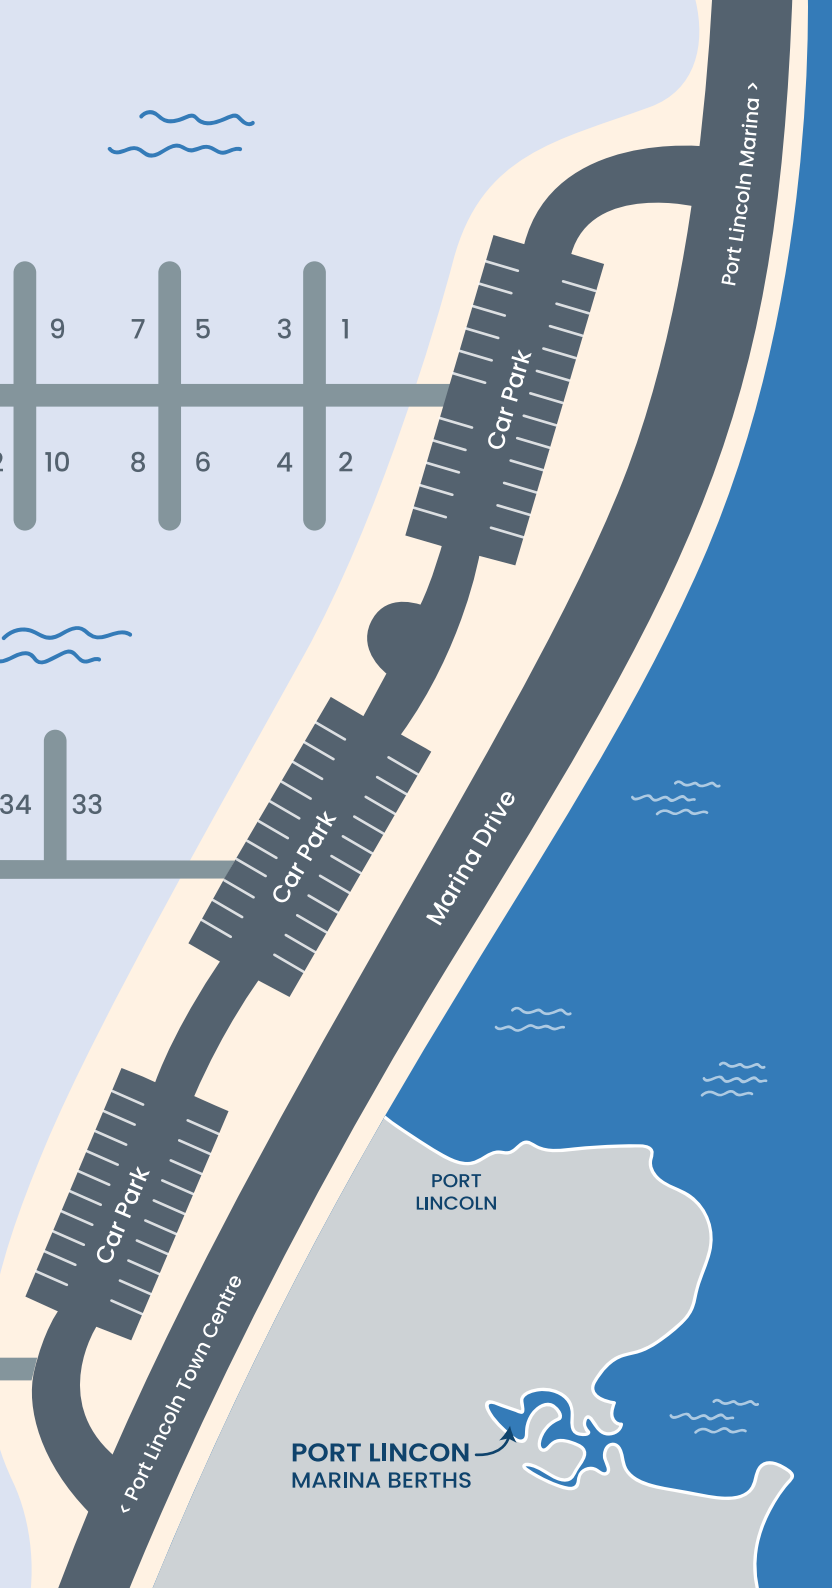 Port Lincoln Marina >
9
7
5
3
1
Car Park
2
10
8
6
4
2
Marina Drive
34
33
Car Park
PORT
LINCOLN
Car Park
< Port Lincoln Town Centre
PORT LINCON
MARINA BERTHS